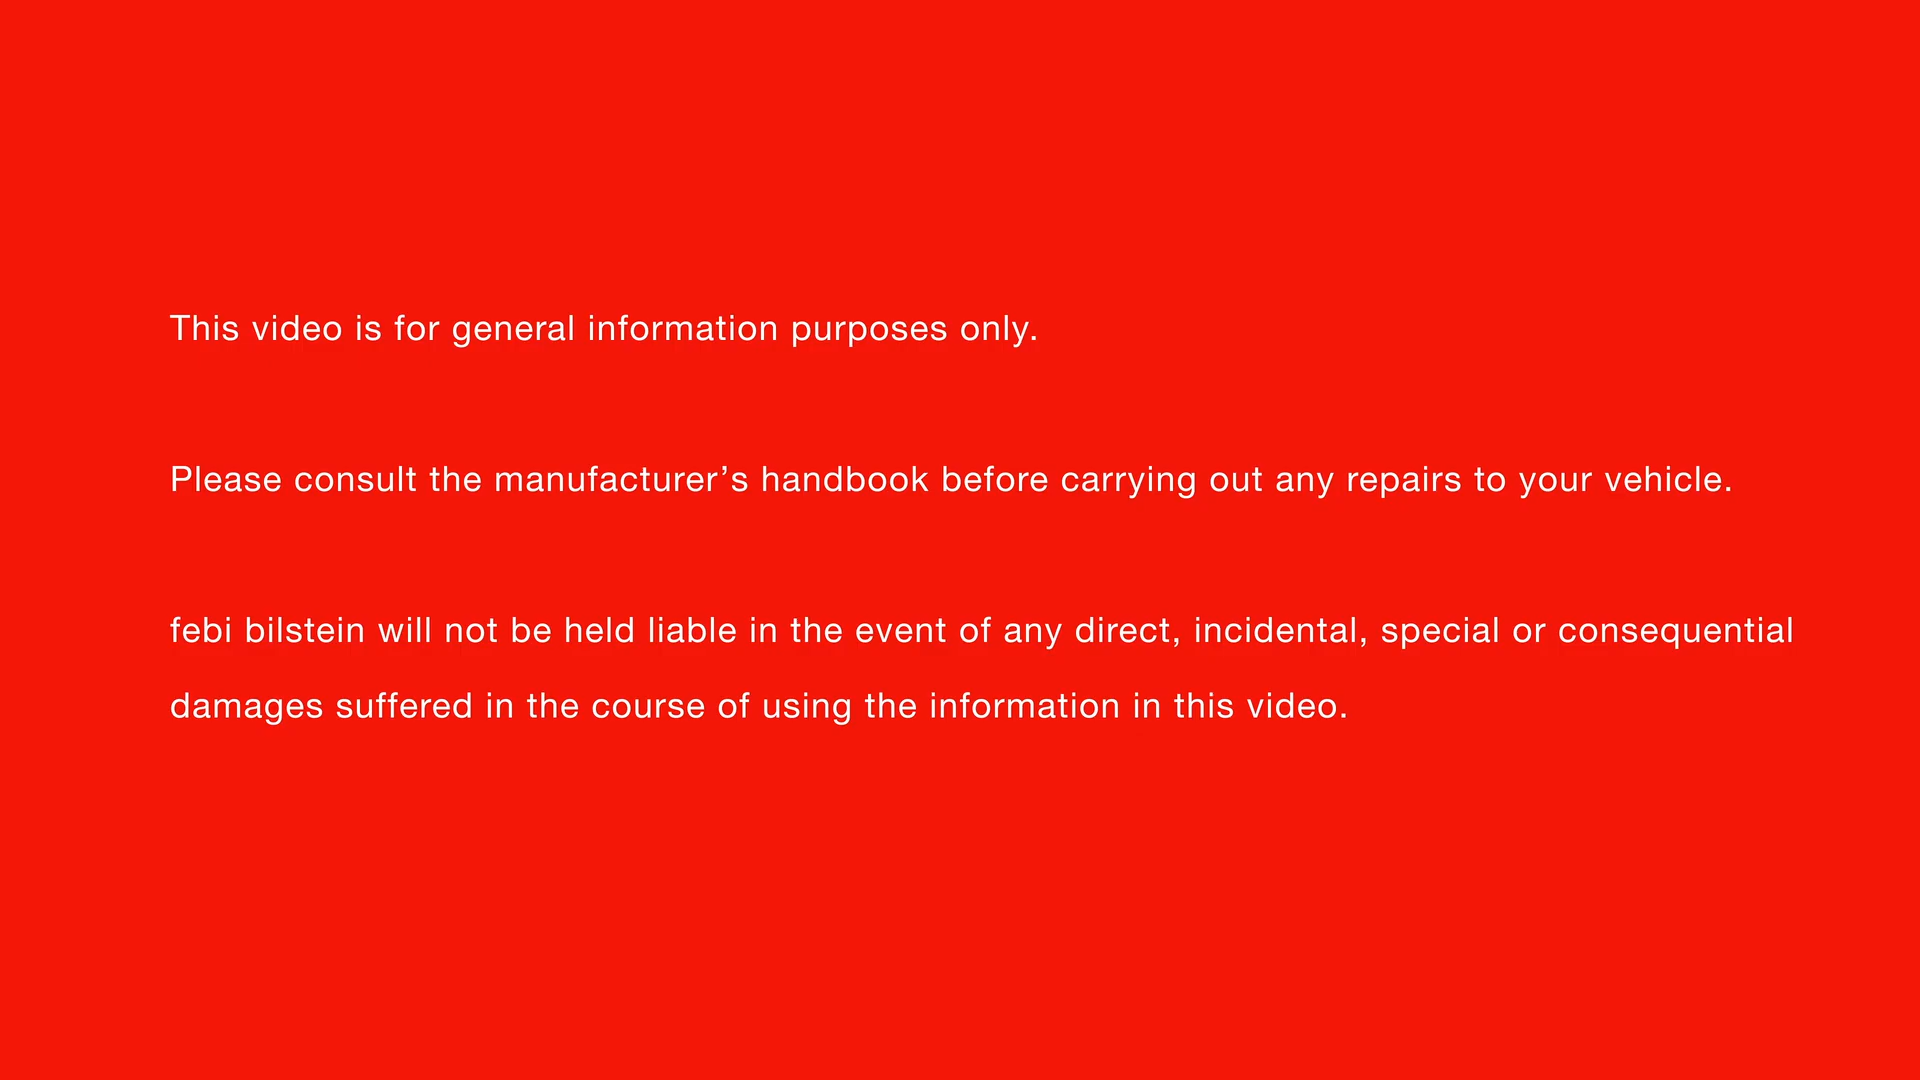 This video is for general information purposes only.
Please consult the manufacturer’s handbook before carrying out any repairs to your vehicle.
febi bilstein will not be held liable in the event of any direct, incidental, special or consequential
damages suffered in the course of using the information in this video.